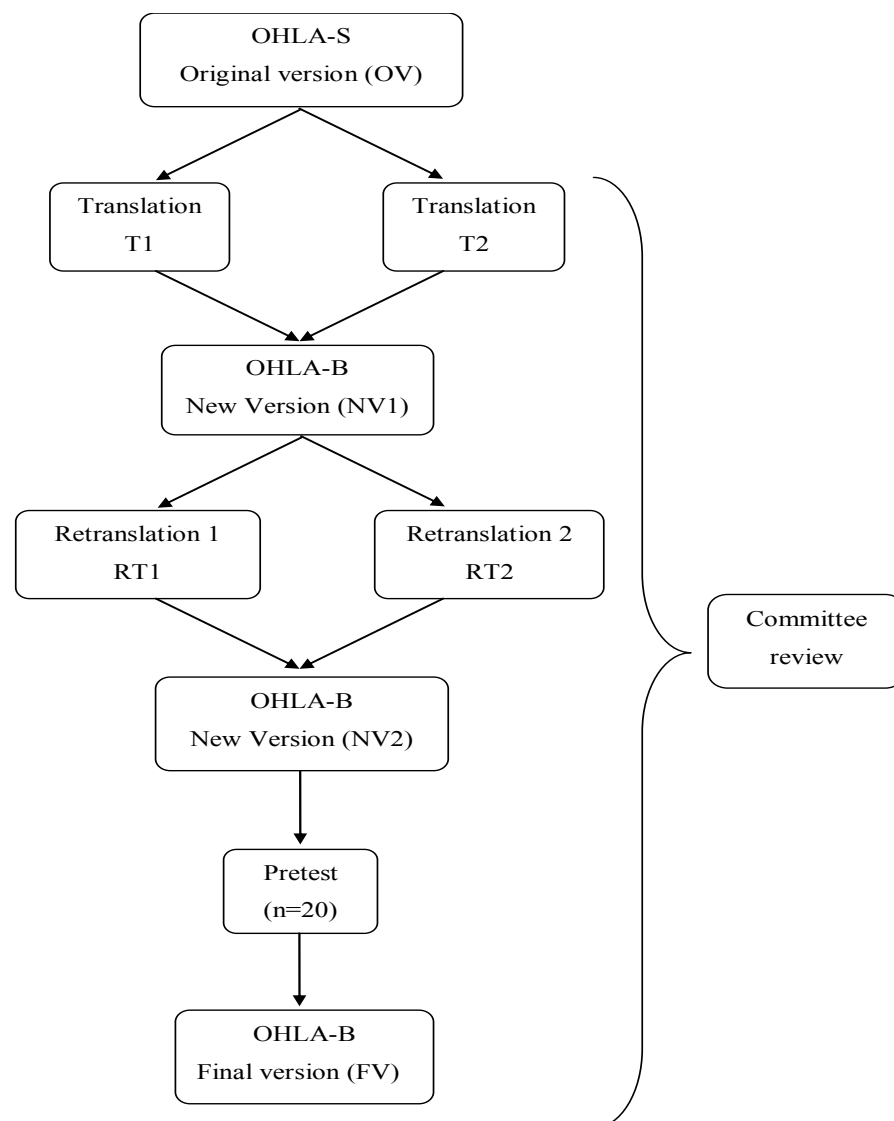 OHLA-S
Original version (OV)
Translation
T1
Translation
T2
OHLA-B
New Version (NV1)
Retranslation 1
RT1
Retranslation 2
RT2
Committee
review
OHLA-B
New Version (NV2)
Pretest
(n=20)
OHLA-B
Final version (FV)